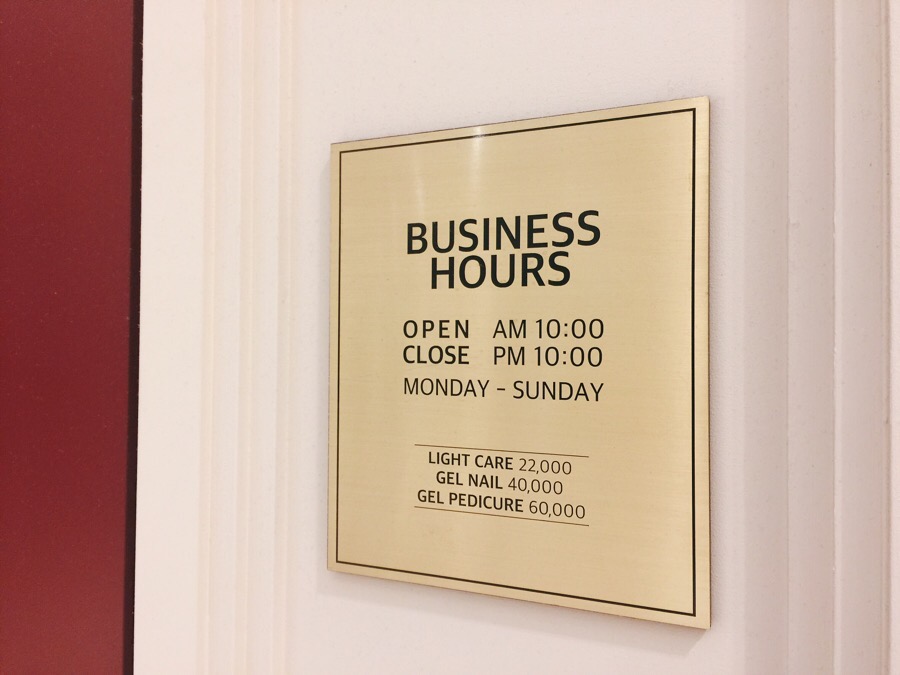 BUSINESS
HOURS
OPEN AM 10:00
CLOSE PM 10:00
MONDAY - SUNDAY
LIGHT CARE 22,000
GEL NAIL 40,000
GEL PEDICURE 60,000